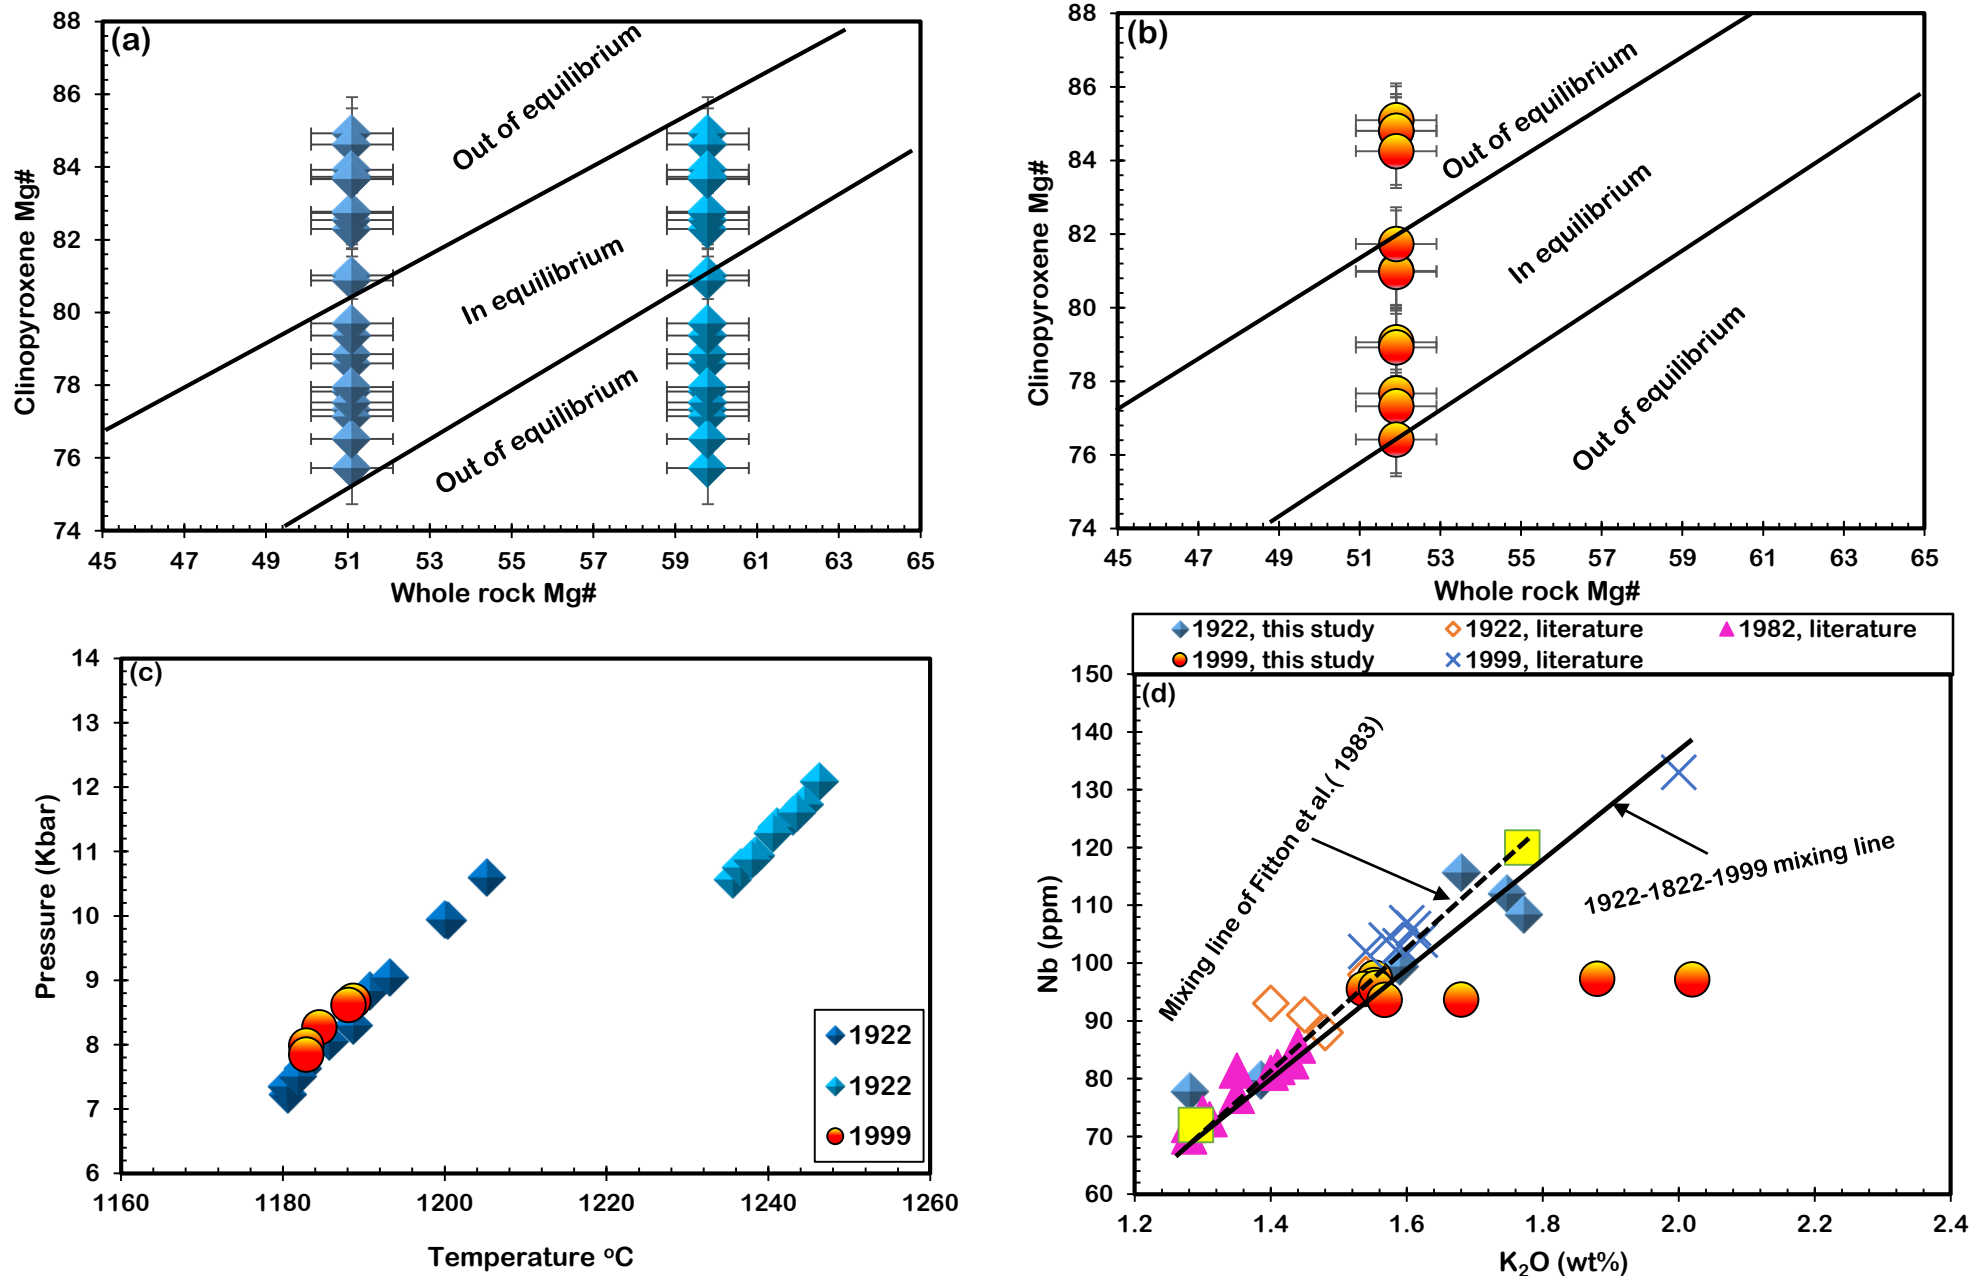 (a)
88
86
84
82
80
78
76
74
Clinopyroxene Mg#
Out of equilibrium
In equilibrium
Out of equilibrium
45 47 49 51 53 55 57 59 61 63 65
Whole rock Mg#
(b)
88
86
84
82
80
78
76
74
Clinopyroxene Mg#
Out of equilibrium
In equilibrium
Out of equilibrium
45 47 49 51 53 55 57 59 61 63 65
Whole rock Mg#
(c)
14
13
12
11
10
9
8
7
6
Pressure (Kbar)
1922
1922
1999
1160 1180 1200 1220 1240 1260
Temperature °C
1922, this study 1922, literature 1982, literature
1999, this study 1999, literature
(d)
150
140
130
120
110
100
90
80
70
60
Nb (ppm)
Mixing line of Fitton et al.( 1983)
1922-1822-1999 mixing line
1.2 1.4 1.6 1.8 2.0 2.2 2.4
K₂O (wt%)